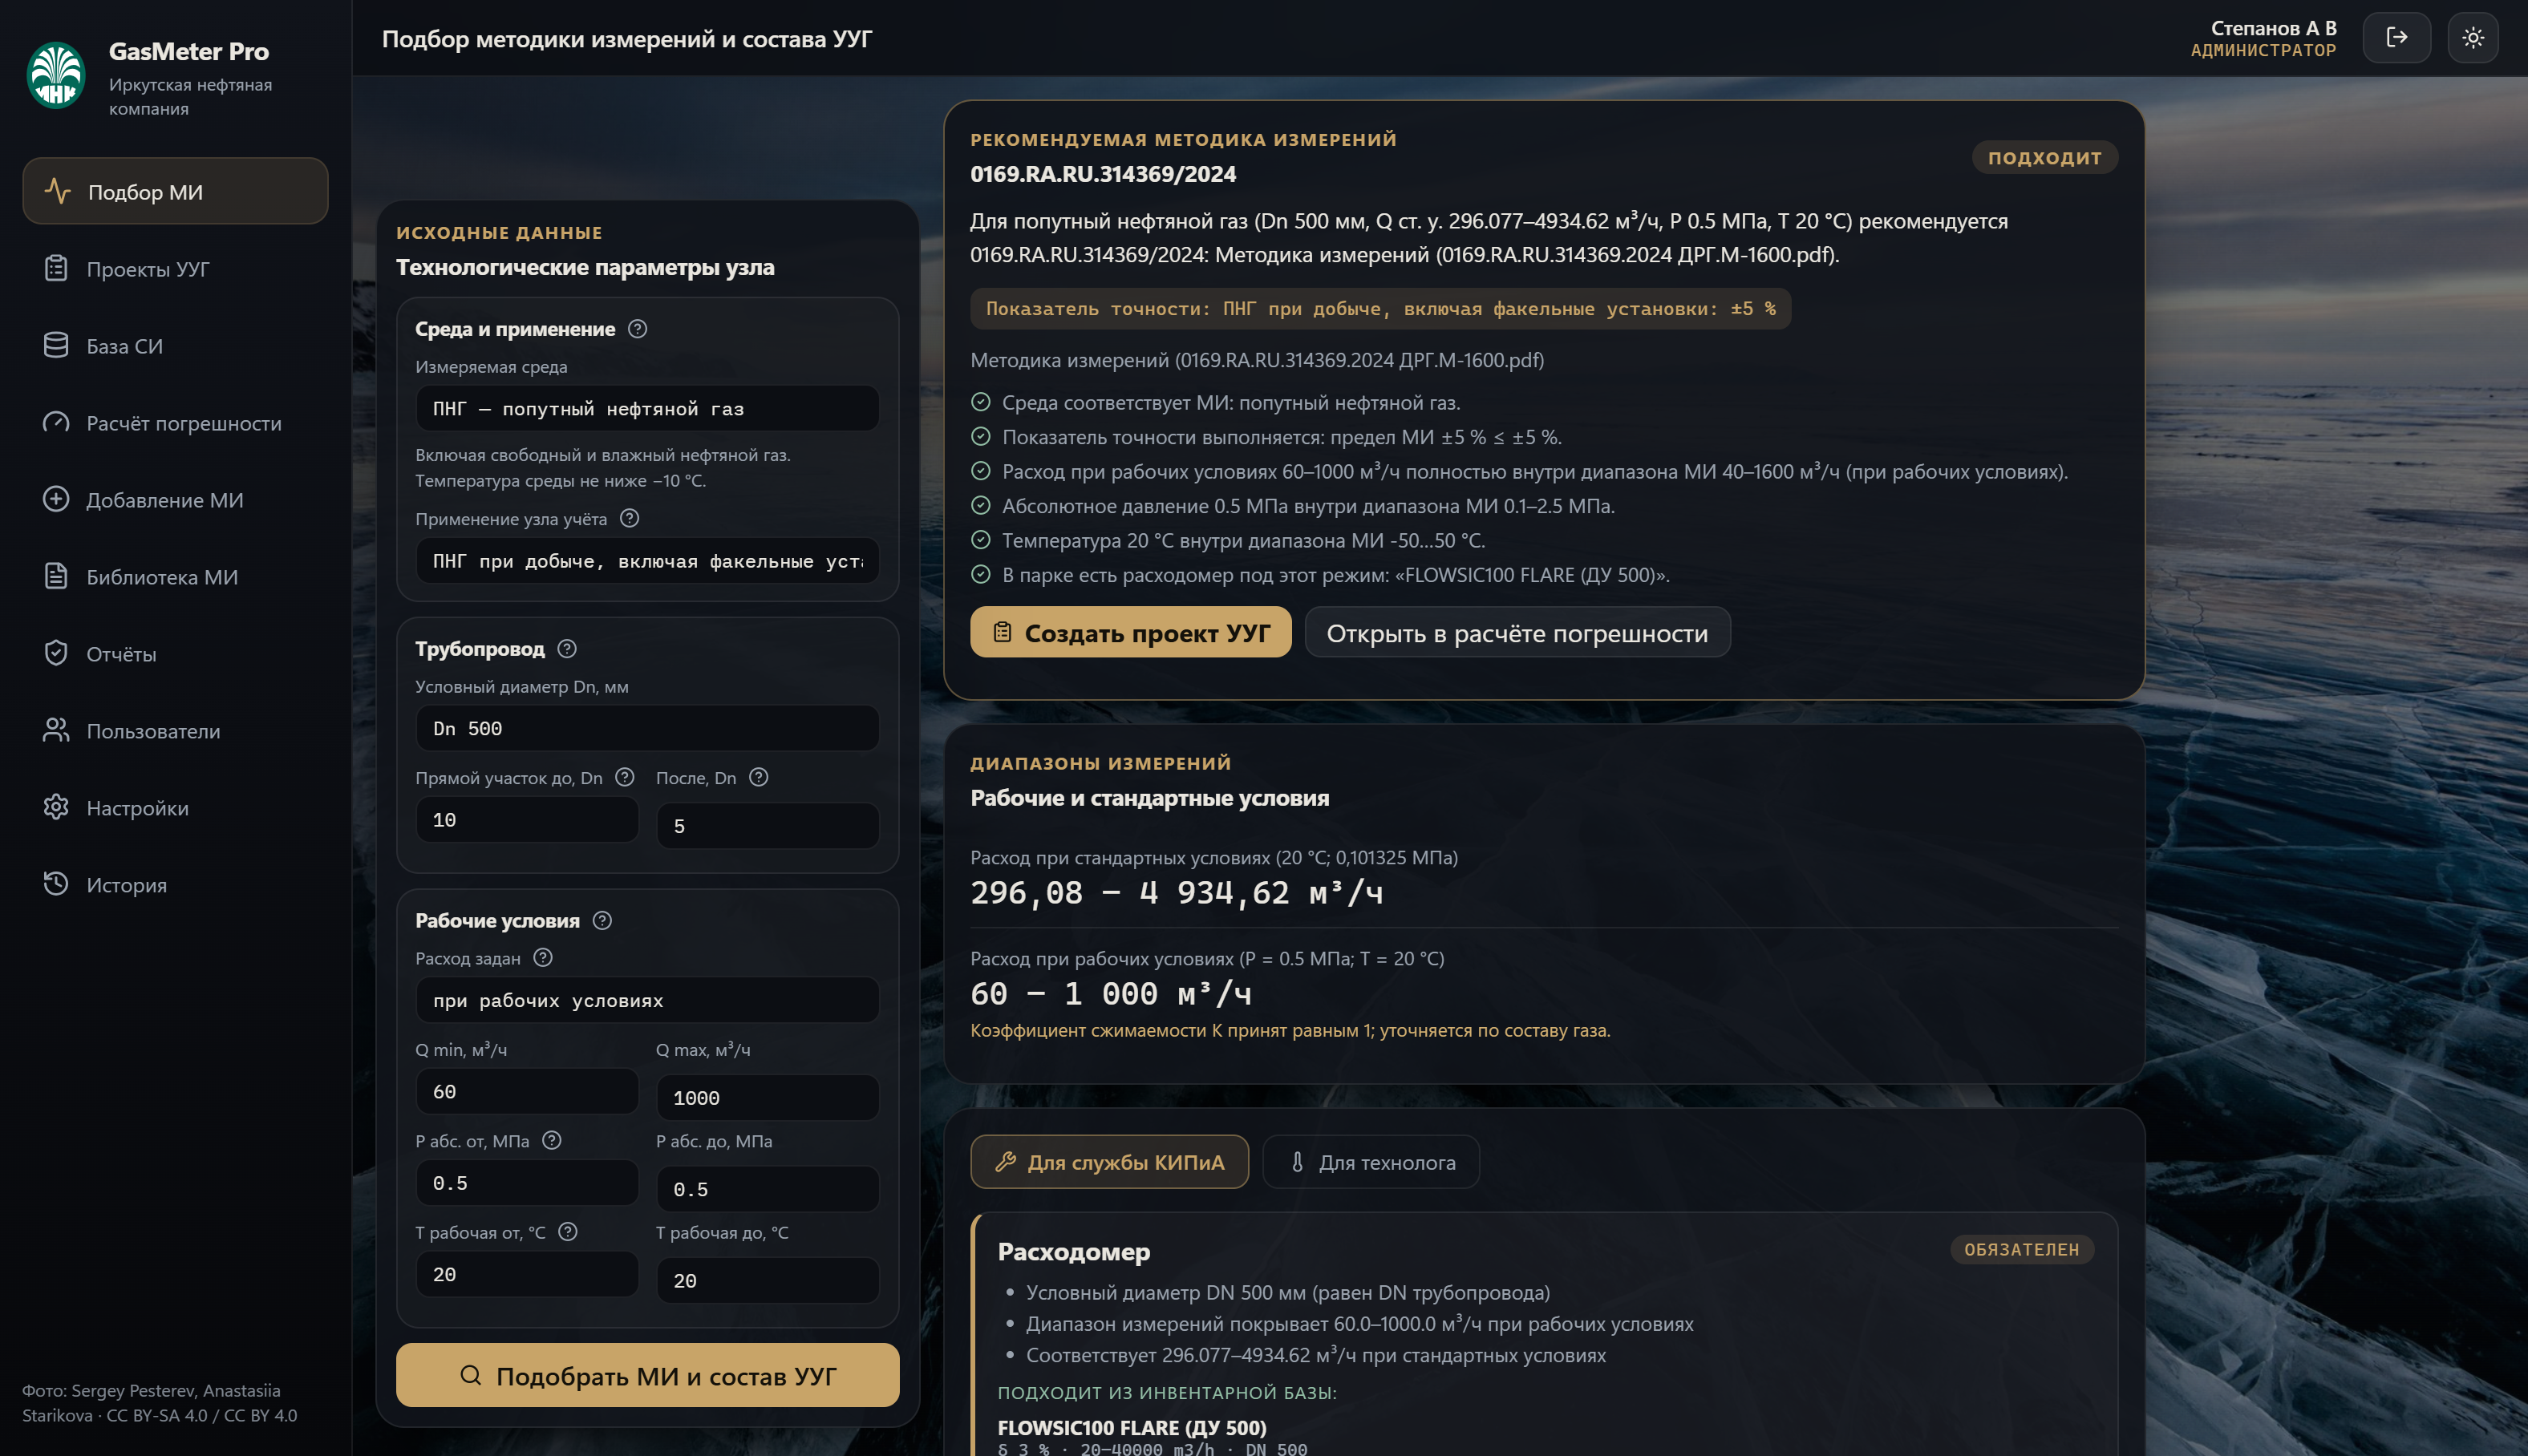 GasMeter Pro
Иркутская нефтяная
компания
ИНК
Подбор МИ
Проекты УУГ
База СИ
Расчёт погрешности
Добавление МИ
Библиотека МИ
Отчёты
Пользователи
Настройки
История
Фото: Sergey Pesterev, Anastasiia
Starikova · CC BY-SA 4.0 / CC BY 4.0
Подбор методики измерений и состава УУГ
Степанов А В
АДМИНИСТРАТОР
ИСХОДНЫЕ ДАННЫЕ
Технологические параметры узла
Среда и применение
Измеряемая среда
ПНГ — попутный нефтяной газ
Включая свободный и влажный нефтяной газ.
Температура среды не ниже −10 °C.
Применение узла учёта
ПНГ при добыче, включая факельные уст
Трубопровод
Условный диаметр Dn, мм
Dn 500
Прямой участок до, Dn После, Dn
10 5
Рабочие условия
Расход задан
при рабочих условиях
Q min, м³/ч Q max, м³/ч
60 1000
P абс. от, МПа P абс. до, МПа
0.5 0.5
T рабочая от, °C T рабочая до, °C
20 20
Подобрать МИ и состав УУГ
РЕКОМЕНДУЕМАЯ МЕТОДИКА ИЗМЕРЕНИЙ
0169.RA.RU.314369/2024
ПОДХОДИТ
Для попутный нефтяной газ (Dn 500 мм, Q ст. у. 296.077–4934.62 м³/ч, P 0.5 МПа, T 20 °C) рекомендуется
0169.RA.RU.314369/2024: Методика измерений (0169.RA.RU.314369.2024 ДРГ.М-1600.pdf).
Показатель точности: ПНГ при добыче, включая факельные установки: ±5 %
Методика измерений (0169.RA.RU.314369.2024 ДРГ.М-1600.pdf)
Среда соответствует МИ: попутный нефтяной газ.
Показатель точности выполняется: предел МИ ±5 % ≤ ±5 %.
Расход при рабочих условиях 60–1000 м³/ч полностью внутри диапазона МИ 40–1600 м³/ч (при рабочих условиях).
Абсолютное давление 0.5 МПа внутри диапазона МИ 0.1–2.5 МПа.
Температура 20 °C внутри диапазона МИ -50…50 °C.
В парке есть расходомер под этот режим: «FLOWSIC100 FLARE (ДУ 500)».
Создать проект УУГ
Открыть в расчёте погрешности
ДИАПАЗОНЫ ИЗМЕРЕНИЙ
Рабочие и стандартные условия
Расход при стандартных условиях (20 °C; 0,101325 МПа)
296,08 — 4 934,62 м³/ч
Расход при рабочих условиях (P = 0.5 МПа; T = 20 °C)
60 — 1 000 м³/ч
Коэффициент сжимаемости K принят равным 1; уточняется по составу газа.
Для службы КИПиА
Для технолога
Расходомер
ОБЯЗАТЕЛЕН
Условный диаметр DN 500 мм (равен DN трубопровода)
Диапазон измерений покрывает 60.0–1000.0 м³/ч при рабочих условиях
Соответствует 296.077–4934.62 м³/ч при стандартных условиях
ПОДХОДИТ ИЗ ИНВЕНТАРНОЙ БАЗЫ:
FLOWSIC100 FLARE (ДУ 500)
δ 3 % · 20–40000 m3/h · DN 500